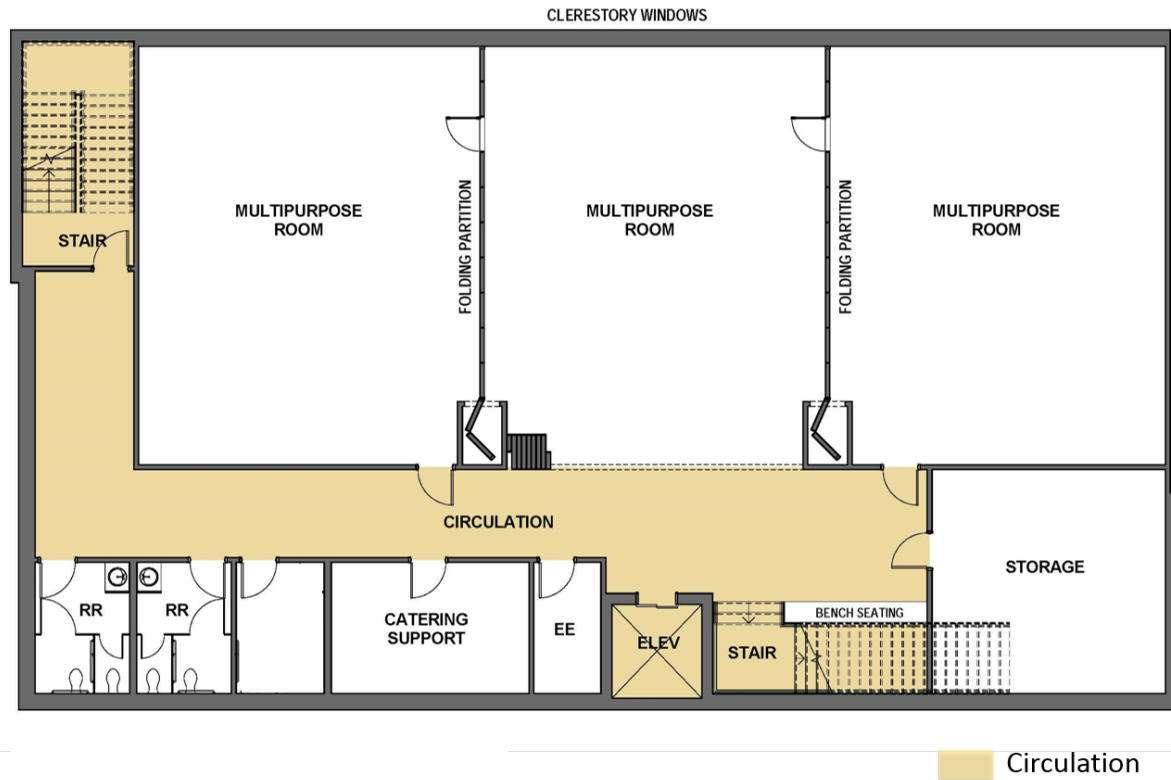 CLERESTORY WINDOWS
MULTIPURPOSE
ROOM
MULTIPURPOSE
ROOM
MULTIPURPOSE
ROOM
FOLDING PARTITION
FOLDING PARTITION
STAIR
CIRCULATION
STORAGE
RR
RR
CATERING
SUPPORT
EE
ELEV
STAIR
BENCH SEATING
Circulation